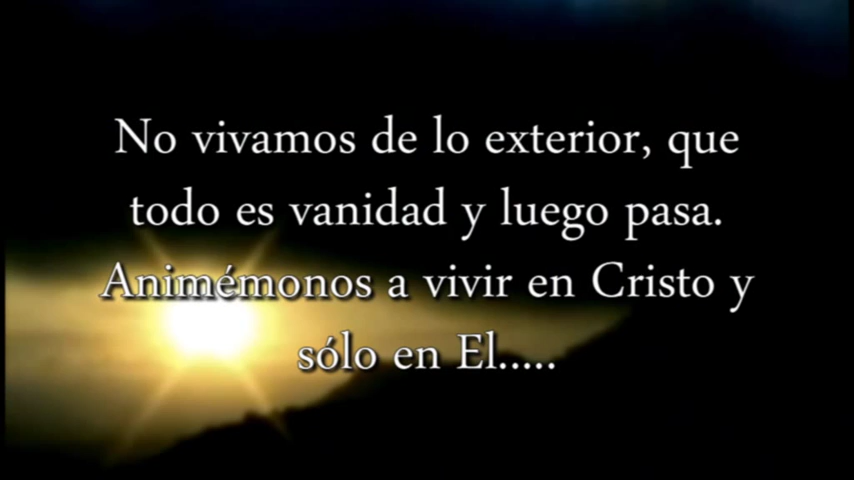 No vivamos de lo exterior, que
todo es vanidad y luego pasa.
Animémonos a vivir en Cristo y
sólo en El.....